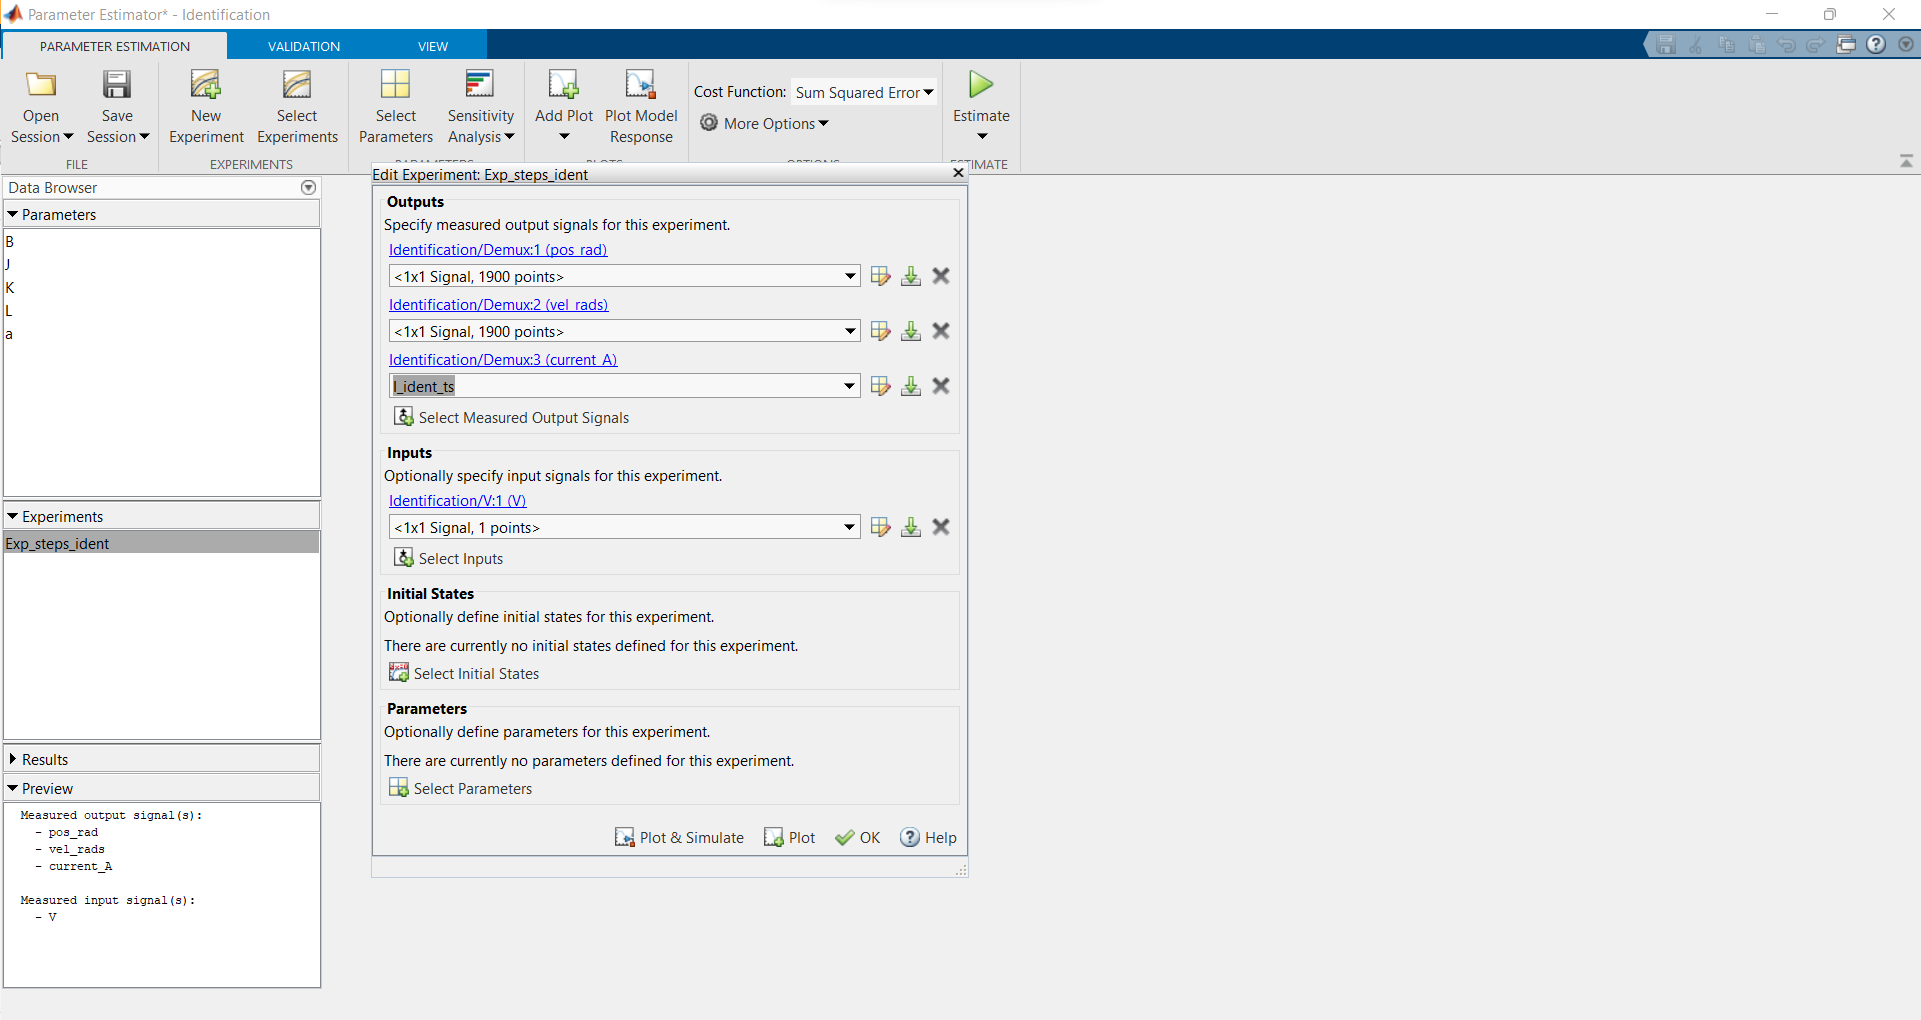 Parameter Estimator* - Identification
PARAMETER ESTIMATION
VALIDATION
VIEW
Open Session
Save Session
New Experiment
Select Experiments
Select Parameters
Sensitivity Analysis
Add Plot
Plot Model Response
Cost Function: Sum Squared Error
More Options
Estimate
FILE
EXPERIMENTS
Data Browser
Parameters
B
J
K
L
a
Experiments
Exp_steps_ident
Results
Preview
Measured output signal(s):
- pos_rad
- vel_rads
- current_A
Measured input signal(s):
- V
Edit Experiment: Exp_steps_ident
Outputs
Specify measured output signals for this experiment.
Identification/Demux:1 (pos_rad)
<1x1 Signal, 1900 points>
Identification/Demux:2 (vel_rads)
<1x1 Signal, 1900 points>
Identification/Demux:3 (current_A)
I_ident_ts
Select Measured Output Signals
Inputs
Optionally specify input signals for this experiment.
Identification/V:1 (V)
<1x1 Signal, 1 points>
Select Inputs
Initial States
Optionally define initial states for this experiment.
There are currently no initial states defined for this experiment.
Select Initial States
Parameters
Optionally define parameters for this experiment.
There are currently no parameters defined for this experiment.
Select Parameters
Plot & Simulate
Plot
OK
Help